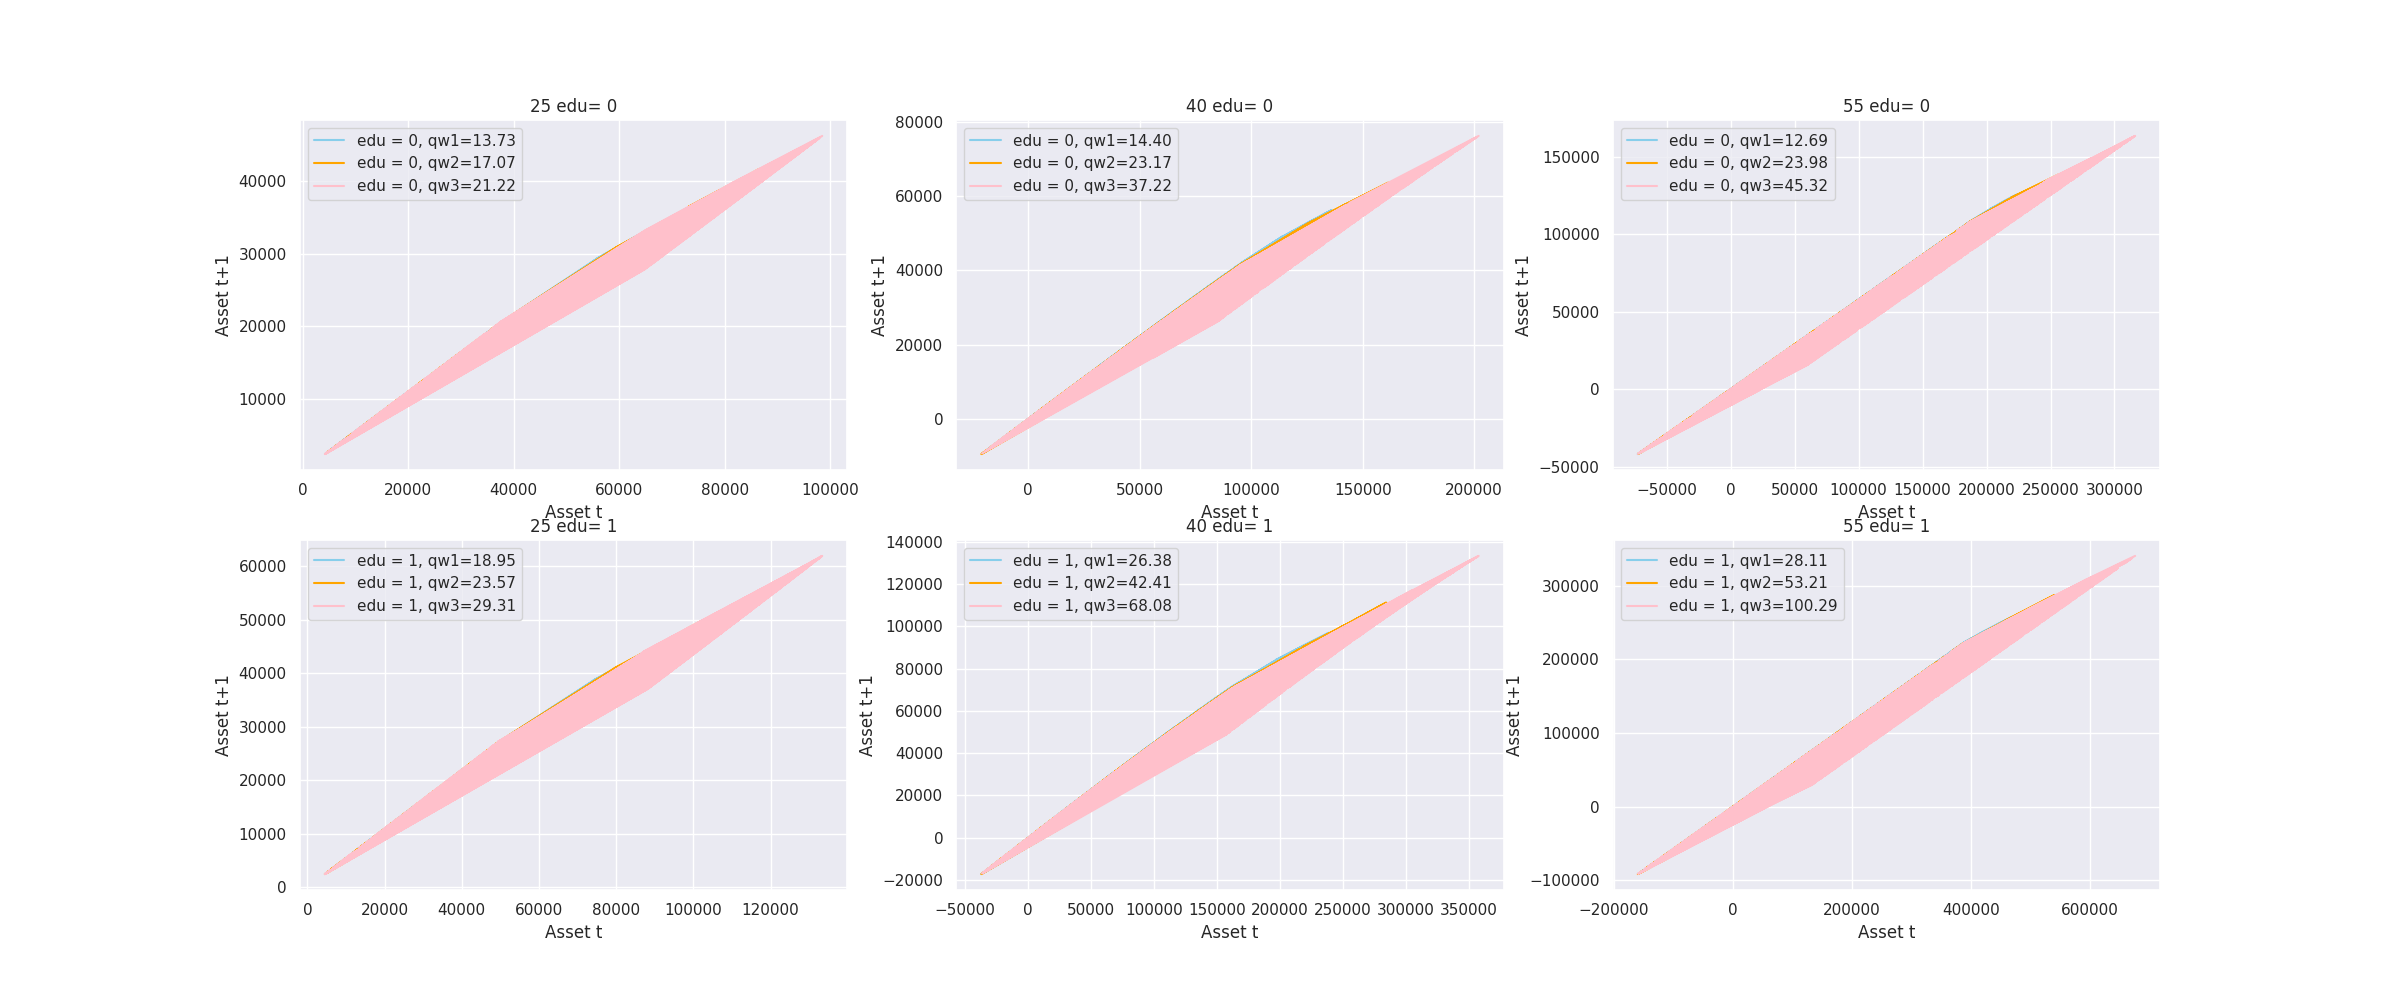 25 edu= 0
edu = 0, qw1=13.73
edu = 0, qw2=17.07
edu = 0, qw3=21.22
40000
30000
20000
10000
Asset t+1
0 20000 40000 60000 80000 100000
Asset t
40 edu= 0
edu = 0, qw1=14.40
edu = 0, qw2=23.17
edu = 0, qw3=37.22
80000
60000
40000
20000
0
Asset t+1
0 50000 100000 150000 200000
Asset t
55 edu= 0
edu = 0, qw1=12.69
edu = 0, qw2=23.98
edu = 0, qw3=45.32
150000
100000
50000
0
−50000
Asset t+1
−50000 0 50000 100000 150000 200000 250000 300000
Asset t
25 edu= 1
edu = 1, qw1=18.95
edu = 1, qw2=23.57
edu = 1, qw3=29.31
60000
50000
40000
30000
20000
10000
0
Asset t+1
0 20000 40000 60000 80000 100000 120000
Asset t
40 edu= 1
edu = 1, qw1=26.38
edu = 1, qw2=42.41
edu = 1, qw3=68.08
140000
120000
100000
80000
60000
40000
20000
0
−20000
Asset t+1
−50000 0 50000 100000 150000 200000 250000 300000 350000
Asset t
55 edu= 1
edu = 1, qw1=28.11
edu = 1, qw2=53.21
edu = 1, qw3=100.29
300000
200000
100000
0
−100000
Asset t+1
−200000 0 200000 400000 600000
Asset t